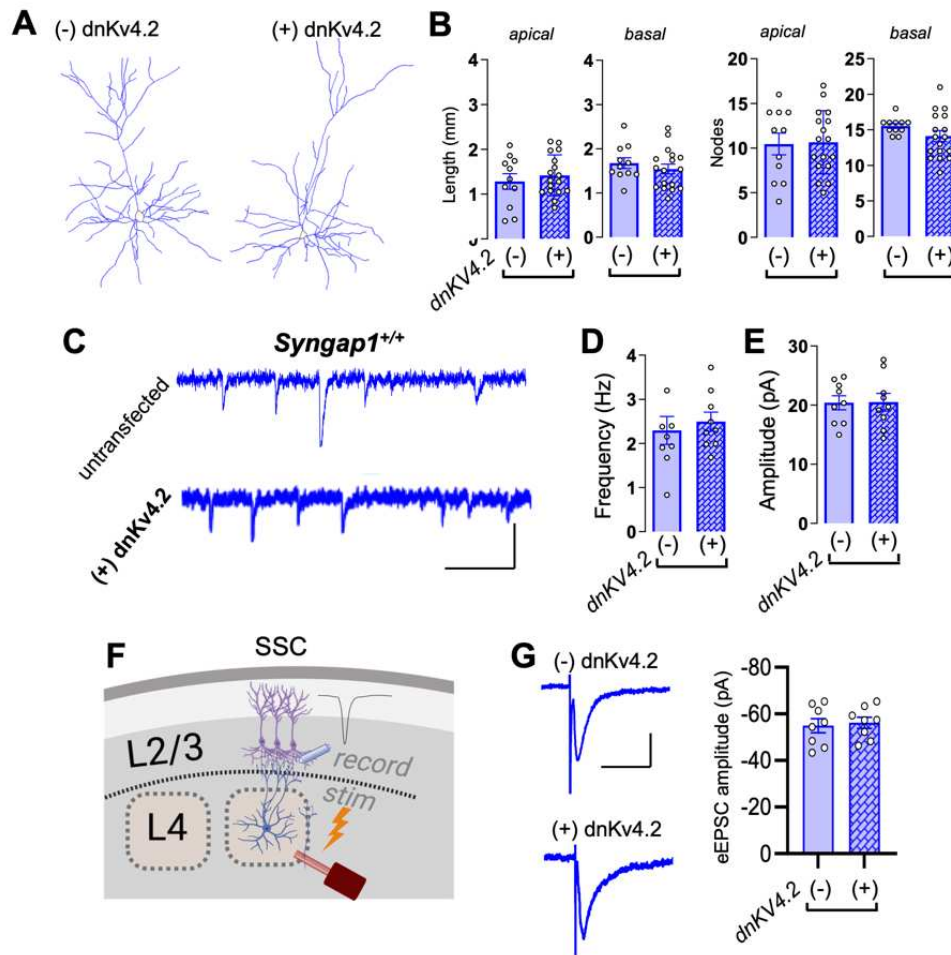 A
(-) dnKv4.2
(+) dnKv4.2
B
apical
basal
apical
basal
Length (mm)
4
3
2
1
0
4
3
2
1
0
Nodes
20
15
10
5
0
25
20
15
10
5
0
dnKV4.2
(-)
(+)
(-)
(+)
(-)
(+)
(-)
(+)
C
Syngap1+/+
untransfected
(+) dnKv4.2
D
Frequency (Hz)
4
3
2
1
0
dnKV4.2
(-)
(+)
E
Amplitude (pA)
30
20
10
0
(-)
(+)
F
SSC
L2/3
record
stim
L4
G
(-) dnKv4.2
(+) dnKv4.2
eEPSC amplitude (pA)
-80
-60
-40
-20
0
dnKV4.2
(-)
(+)